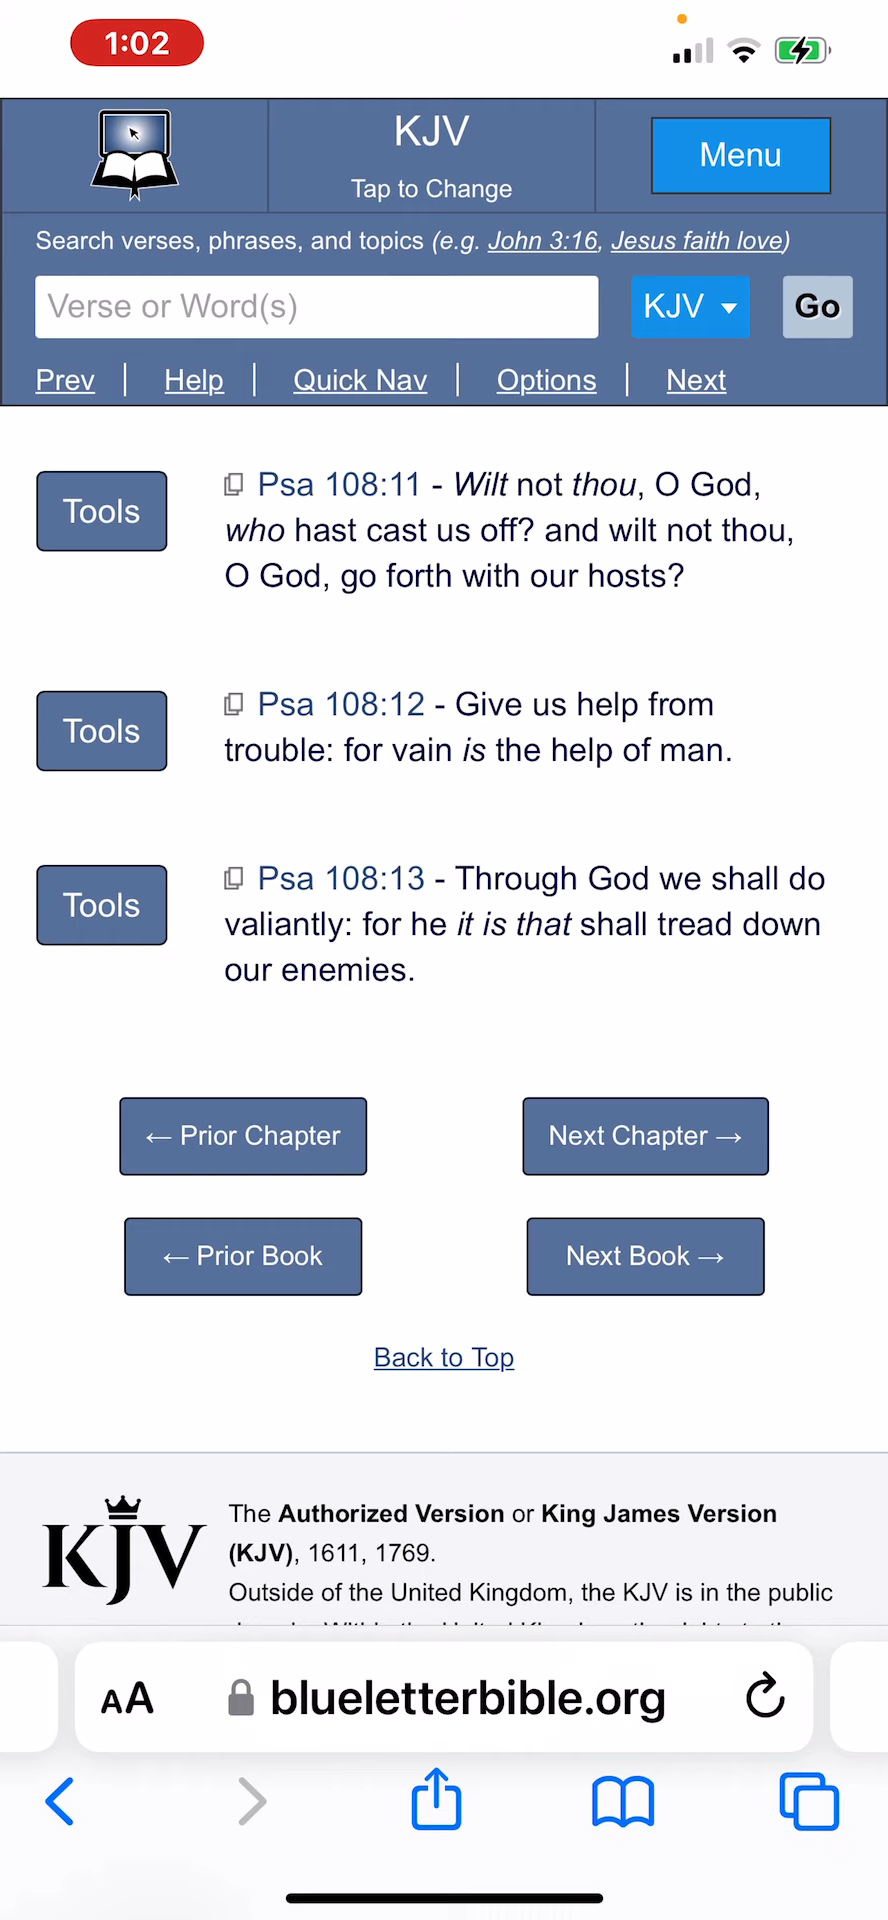 1:02
KJV
Tap to Change
Menu
Search verses, phrases, and topics (e.g. John 3:16, Jesus faith love)
Verse or Word(s)
KJV
Go
Prev | Help | Quick Nav | Options | Next
Tools
Psa 108:11 - Wilt not thou, O God,
who hast cast us off? and wilt not thou,
O God, go forth with our hosts?
Tools
Psa 108:12 - Give us help from
trouble: for vain is the help of man.
Tools
Psa 108:13 - Through God we shall do
valiantly: for he it is that shall tread down
our enemies.
← Prior Chapter
Next Chapter →
← Prior Book
Next Book →
Back to Top
KJV
The Authorized Version or King James Version
(KJV), 1611, 1769.
Outside of the United Kingdom, the KJV is in the public
AA
blueletterbible.org